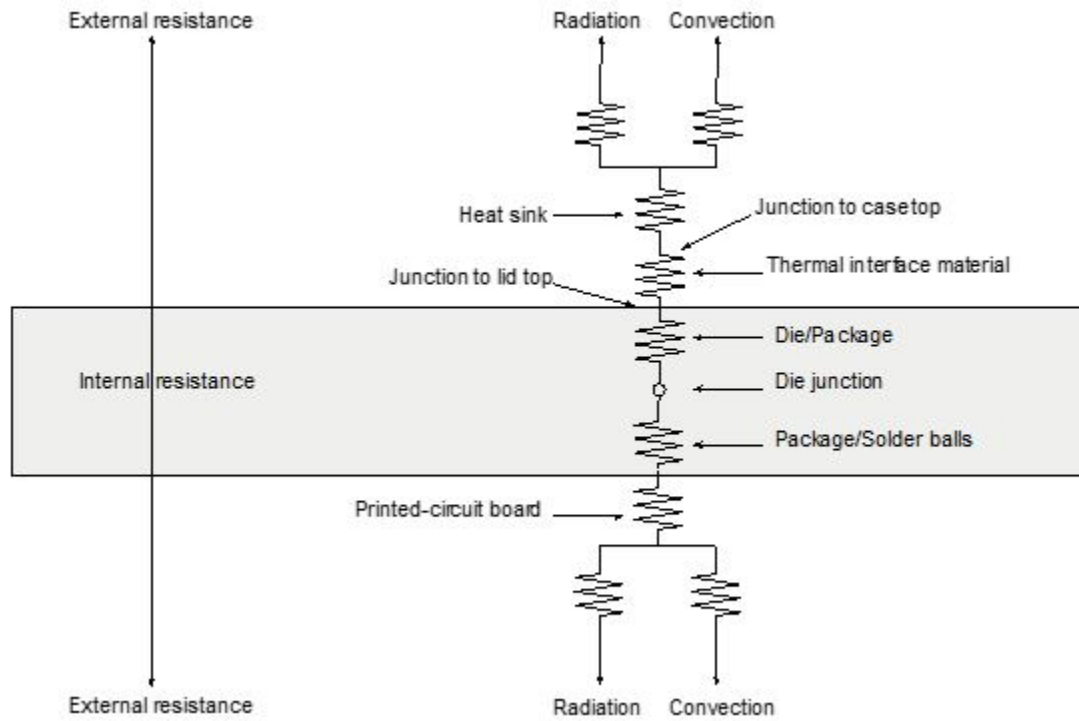 External resistance
Radiation
Convection
Heat sink
Junction to case top
Thermal interface material
Junction to lid top
Die/Package
Internal resistance
Die junction
Package/Solder balls
Printed-circuit board
External resistance
Radiation
Convection